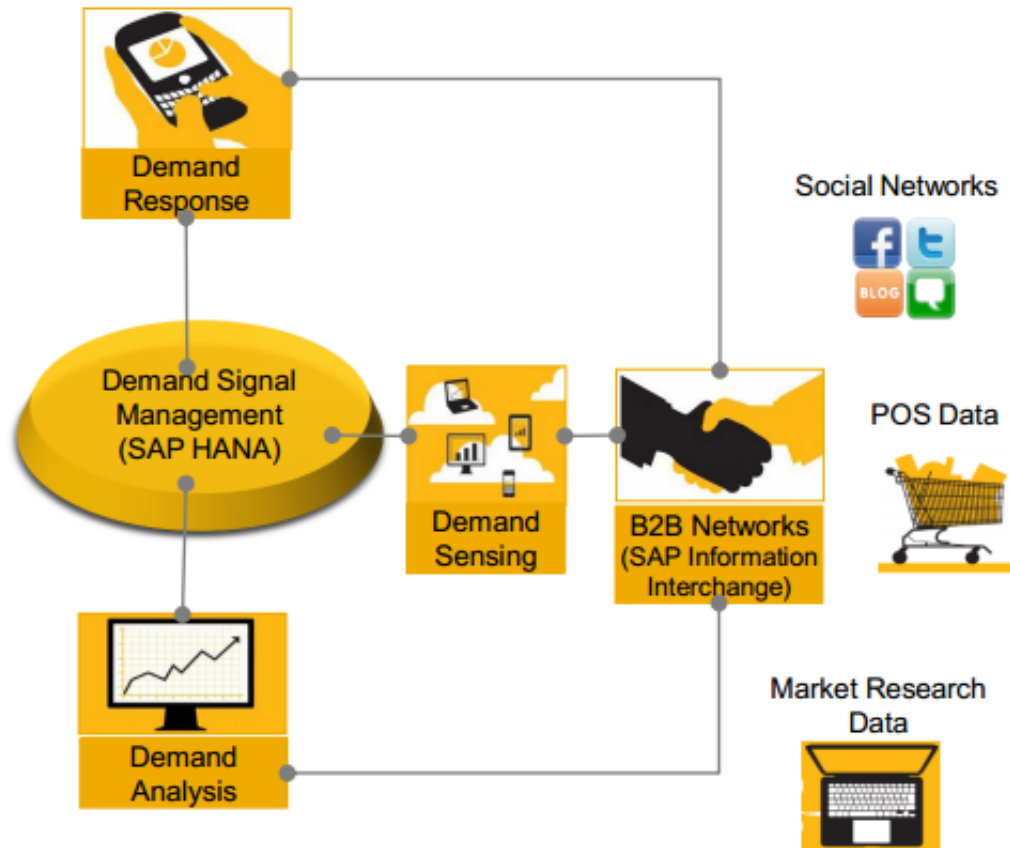 Demand
Response
Social Networks
f
t
BLOG
Demand Signal
Management
(SAP HANA)
POS Data
Demand
Sensing
B2B Networks
(SAP Information
Interchange)
Market Research
Data
Demand
Analysis